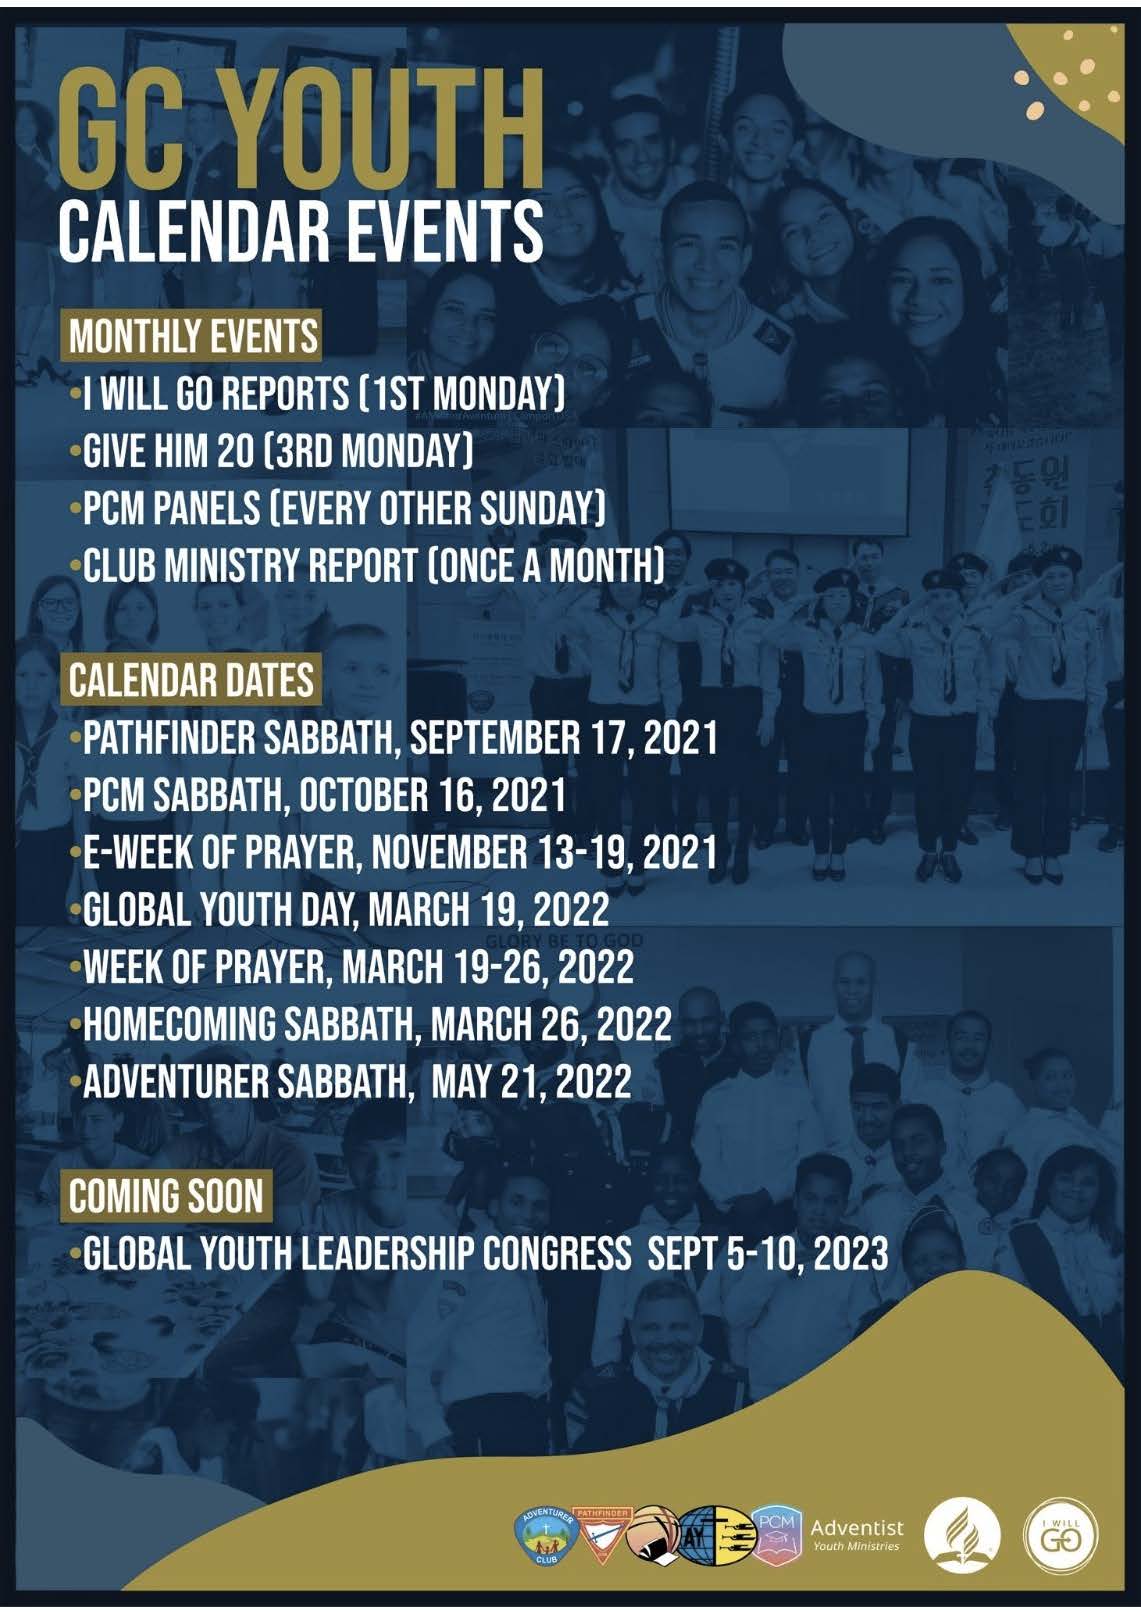 GC YOUTH
CALENDAR EVENTS
MONTHLY EVENTS
•I WILL GO REPORTS (1ST MONDAY)
•GIVE HIM 20 (3RD MONDAY)
•PCM PANELS (EVERY OTHER SUNDAY)
•CLUB MINISTRY REPORT (ONCE A MONTH)
CALENDAR DATES
•PATHFINDER SABBATH, SEPTEMBER 17, 2021
•PCM SABBATH, OCTOBER 16, 2021
•E-WEEK OF PRAYER, NOVEMBER 13-19, 2021
•GLOBAL YOUTH DAY, MARCH 19, 2022
GLORY BE TO GOD
•WEEK OF PRAYER, MARCH 19-26, 2022
•HOMECOMING SABBATH, MARCH 26, 2022
•ADVENTURER SABBATH, MAY 21, 2022
COMING SOON
•GLOBAL YOUTH LEADERSHIP CONGRESS SEPT 5-10, 2023
ADVENTURER
CLUB
PATHFINDER
AY
PCM
Adventist
Youth Ministries
I WILL
GO